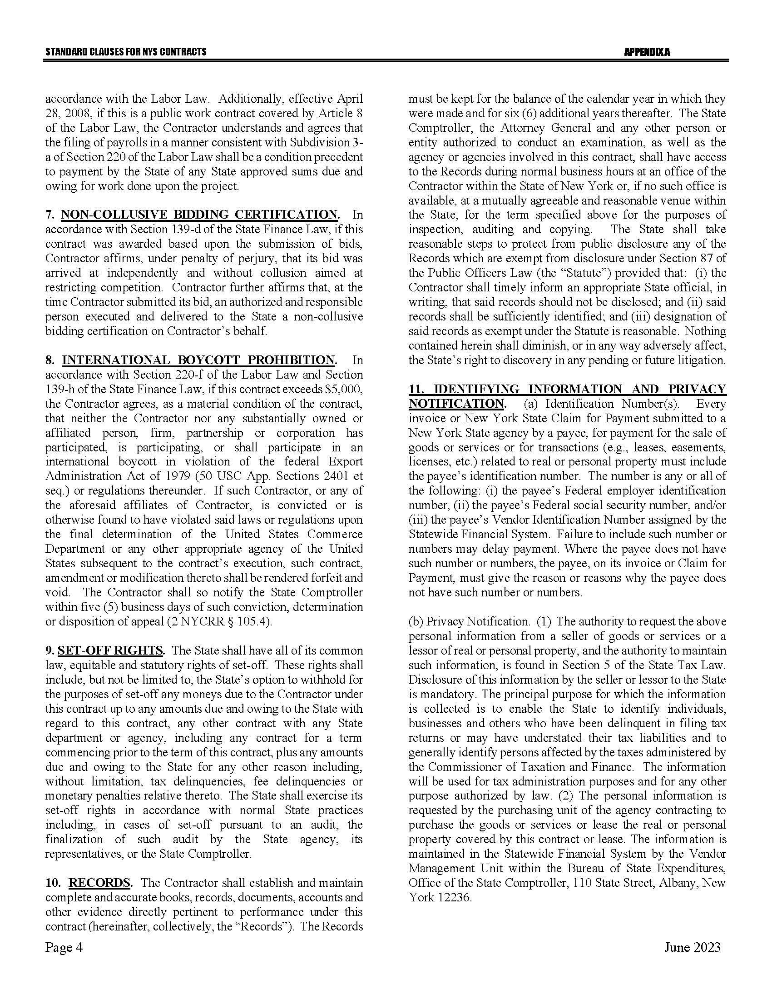 STANDARD CLAUSES FOR NYS CONTRACTS APPENDIX A
accordance with the Labor Law. Additionally, effective April
28, 2008, if this is a public work contract covered by Article 8
of the Labor Law, the Contractor understands and agrees that
the filing of payrolls in a manner consistent with Subdivision 3-
a of Section 220 of the Labor Law shall be a condition precedent
to payment by the State of any State approved sums due and
owing for work done upon the project.
7. NON-COLLUSIVE BIDDING CERTIFICATION. In
accordance with Section 139-d of the State Finance Law, if this
contract was awarded based upon the submission of bids,
Contractor affirms, under penalty of perjury, that its bid was
arrived at independently and without collusion aimed at
restricting competition. Contractor further affirms that, at the
time Contractor submitted its bid, an authorized and responsible
person executed and delivered to the State a non-collusive
bidding certification on Contractor’s behalf.
8. INTERNATIONAL BOYCOTT PROHIBITION. In
accordance with Section 220-f of the Labor Law and Section
139-h of the State Finance Law, if this contract exceeds $5,000,
the Contractor agrees, as a material condition of the contract,
that neither the Contractor nor any substantially owned or
affiliated person, firm, partnership or corporation has
participated, is participating, or shall participate in an
international boycott in violation of the federal Export
Administration Act of 1979 (50 USC App. Sections 2401 et
seq.) or regulations thereunder. If such Contractor, or any of
the aforesaid affiliates of Contractor, is convicted or is
otherwise found to have violated said laws or regulations upon
the final determination of the United States Commerce
Department or any other appropriate agency of the United
States subsequent to the contract’s execution, such contract,
amendment or modification thereto shall be rendered forfeit and
void. The Contractor shall so notify the State Comptroller
within five (5) business days of such conviction, determination
or disposition of appeal (2 NYCRR § 105.4).
9. SET-OFF RIGHTS. The State shall have all of its common
law, equitable and statutory rights of set-off. These rights shall
include, but not be limited to, the State’s option to withhold for
the purposes of set-off any moneys due to the Contractor under
this contract up to any amounts due and owing to the State with
regard to this contract, any other contract with any State
department or agency, including any contract for a term
commencing prior to the term of this contract, plus any amounts
due and owing to the State for any other reason including,
without limitation, tax delinquencies, fee delinquencies or
monetary penalties relative thereto. The State shall exercise its
set-off rights in accordance with normal State practices
including, in cases of set-off pursuant to an audit, the
finalization of such audit by the State agency, its
representatives, or the State Comptroller.
10. RECORDS. The Contractor shall establish and maintain
complete and accurate books, records, documents, accounts and
other evidence directly pertinent to performance under this
contract (hereinafter, collectively, the “Records”). The Records
must be kept for the balance of the calendar year in which they
were made and for six (6) additional years thereafter. The State
Comptroller, the Attorney General and any other person or
entity authorized to conduct an examination, as well as the
agency or agencies involved in this contract, shall have access
to the Records during normal business hours at an office of the
Contractor within the State of New York or, if no such office is
available, at a mutually agreeable and reasonable venue within
the State, for the term specified above for the purposes of
inspection, auditing and copying. The State shall take
reasonable steps to protect from public disclosure any of the
Records which are exempt from disclosure under Section 87 of
the Public Officers Law (the “Statute”) provided that: (i) the
Contractor shall timely inform an appropriate State official, in
writing, that said records should not be disclosed; and (ii) said
records shall be sufficiently identified; and (iii) designation of
said records as exempt under the Statute is reasonable. Nothing
contained herein shall diminish, or in any way adversely affect,
the State’s right to discovery in any pending or future litigation.
11. IDENTIFYING INFORMATION AND PRIVACY
NOTIFICATION. (a) Identification Number(s). Every
invoice or New York State Claim for Payment submitted to a
New York State agency by a payee, for payment for the sale of
goods or services or for transactions (e.g., leases, easements,
licenses, etc.) related to real or personal property must include
the payee’s identification number. The number is any or all of
the following: (i) the payee’s Federal employer identification
number, (ii) the payee’s Federal social security number, and/or
(iii) the payee’s Vendor Identification Number assigned by the
Statewide Financial System. Failure to include such number or
numbers may delay payment. Where the payee does not have
such number or numbers, the payee, on its invoice or Claim for
Payment, must give the reason or reasons why the payee does
not have such number or numbers.
(b) Privacy Notification. (1) The authority to request the above
personal information from a seller of goods or services or a
lessor of real or personal property, and the authority to maintain
such information, is found in Section 5 of the State Tax Law.
Disclosure of this information by the seller or lessor to the State
is mandatory. The principal purpose for which the information
is collected is to enable the State to identify individuals,
businesses and others who have been delinquent in filing tax
returns or may have understated their tax liabilities and to
generally identify persons affected by the taxes administered by
the Commissioner of Taxation and Finance. The information
will be used for tax administration purposes and for any other
purpose authorized by law. (2) The personal information is
requested by the purchasing unit of the agency contracting to
purchase the goods or services or lease the real or personal
property covered by this contract or lease. The information is
maintained in the Statewide Financial System by the Vendor
Management Unit within the Bureau of State Expenditures,
Office of the State Comptroller, 110 State Street, Albany, New
York 12236.
Page 4 June 2023